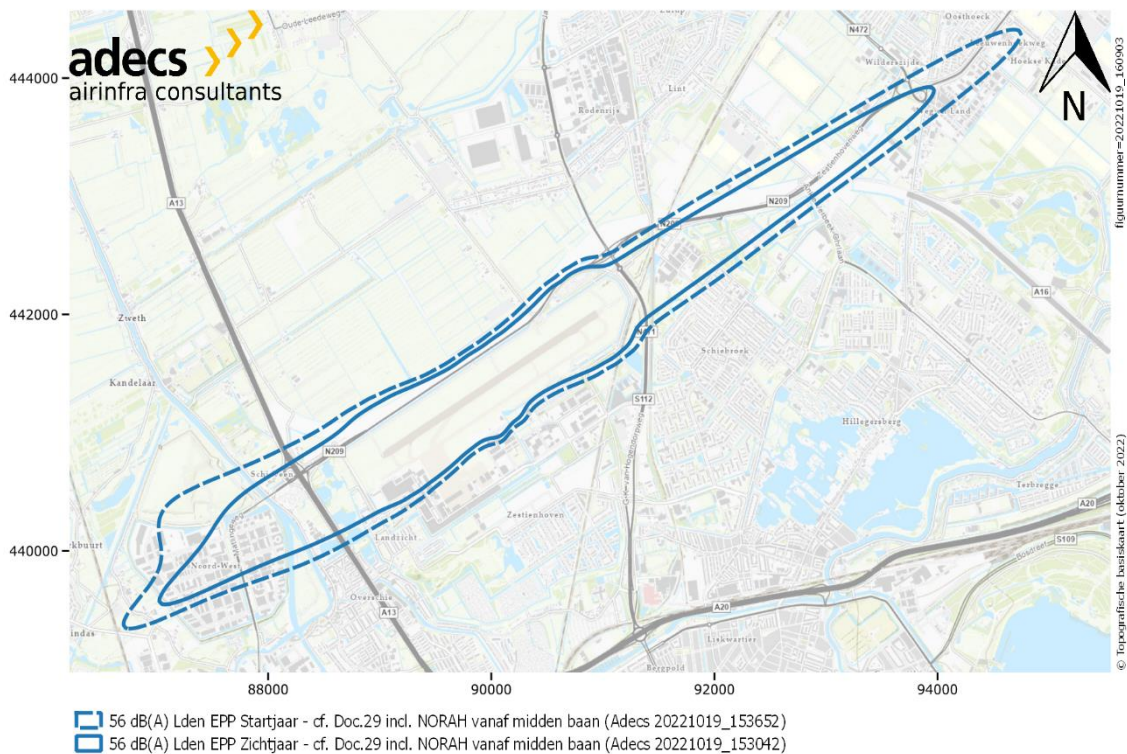 adecs
airinfra consultants
444000
442000
440000
88000
90000
92000
94000
N
figuurnummer=20221019_160903
© Topografische basiskaart (oktober 2022)
N472
Oosthoeck
Wilderszijde
Lint
Rodenrijs
A13
N209
A16
Zweth
Kandelaar
Schiebroek
S112
Hillegersberg
N209
Terbregge
A20
Zestienhoven
S109
Landzicht
Noord-West
Overschie
A13
A20
Liskwartier
Bergpold
56 dB(A) Lden EPP Startjaar - cf. Doc.29 incl. NORAH vanaf midden baan (Adecs 20221019_153652)
56 dB(A) Lden EPP Zichtjaar - cf. Doc.29 incl. NORAH vanaf midden baan (Adecs 20221019_153042)